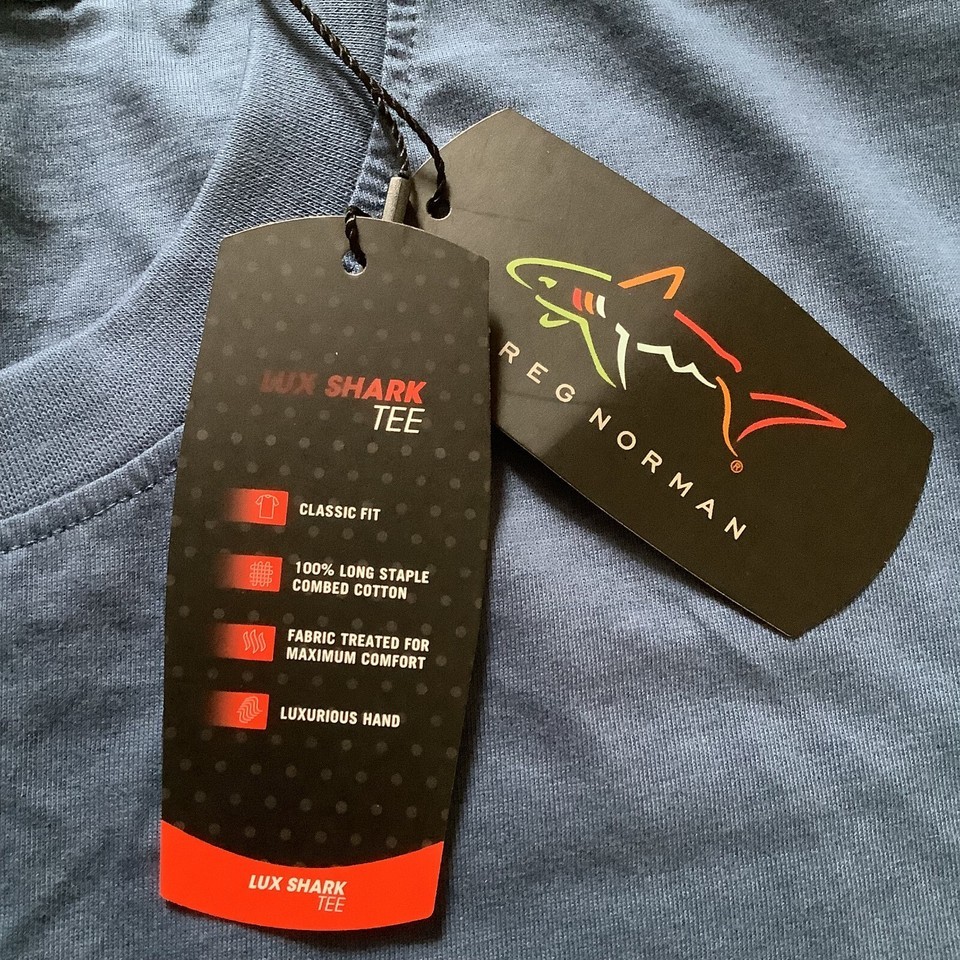 LUX SHARK
TEE
CLASSIC FIT
100% LONG STAPLE
COMBED COTTON
FABRIC TREATED FOR
MAXIMUM COMFORT
LUXURIOUS HAND
LUX SHARK
TEE
REG NORMAN
®